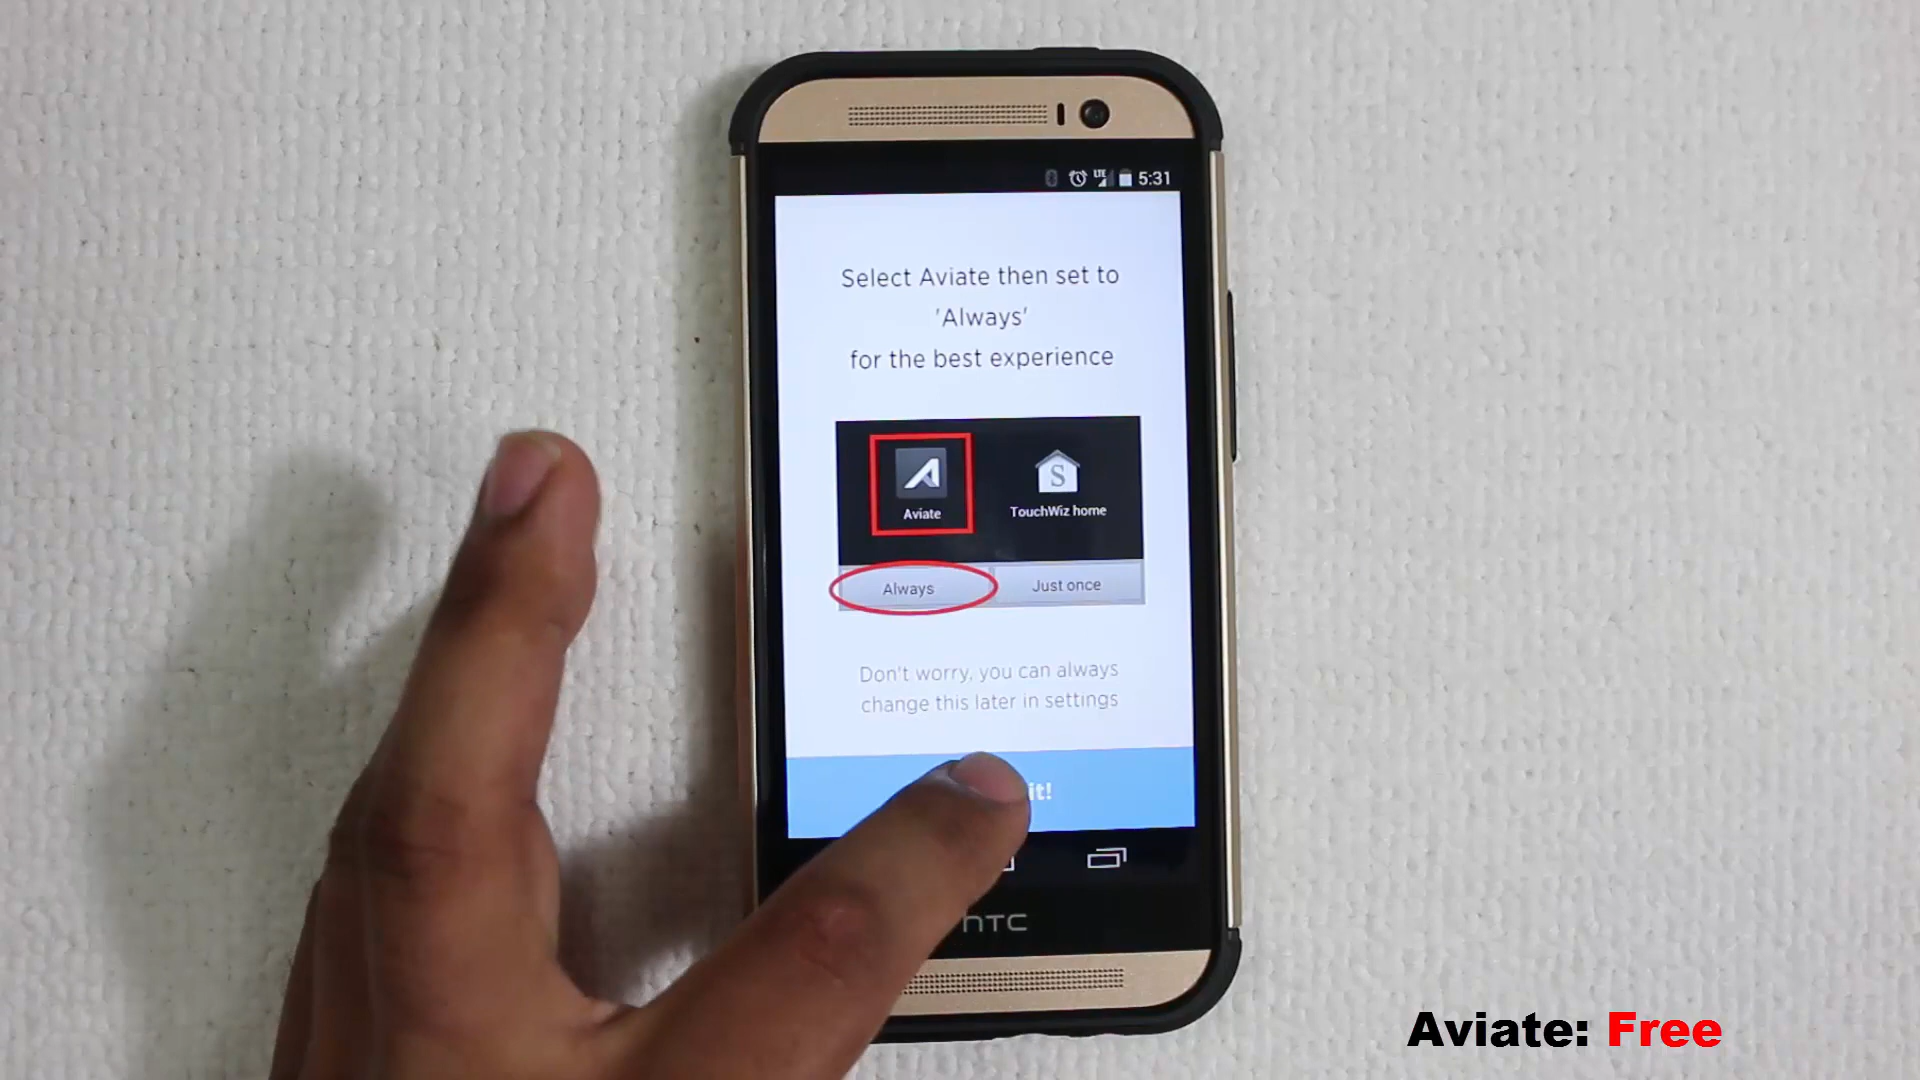 LTE 5:31
Select Aviate then set to
'Always'
for the best experience
Aviate
S
TouchWiz home
Always
Just once
Don't worry, you can always
change this later in settings
it!
hTC
Aviate: Free